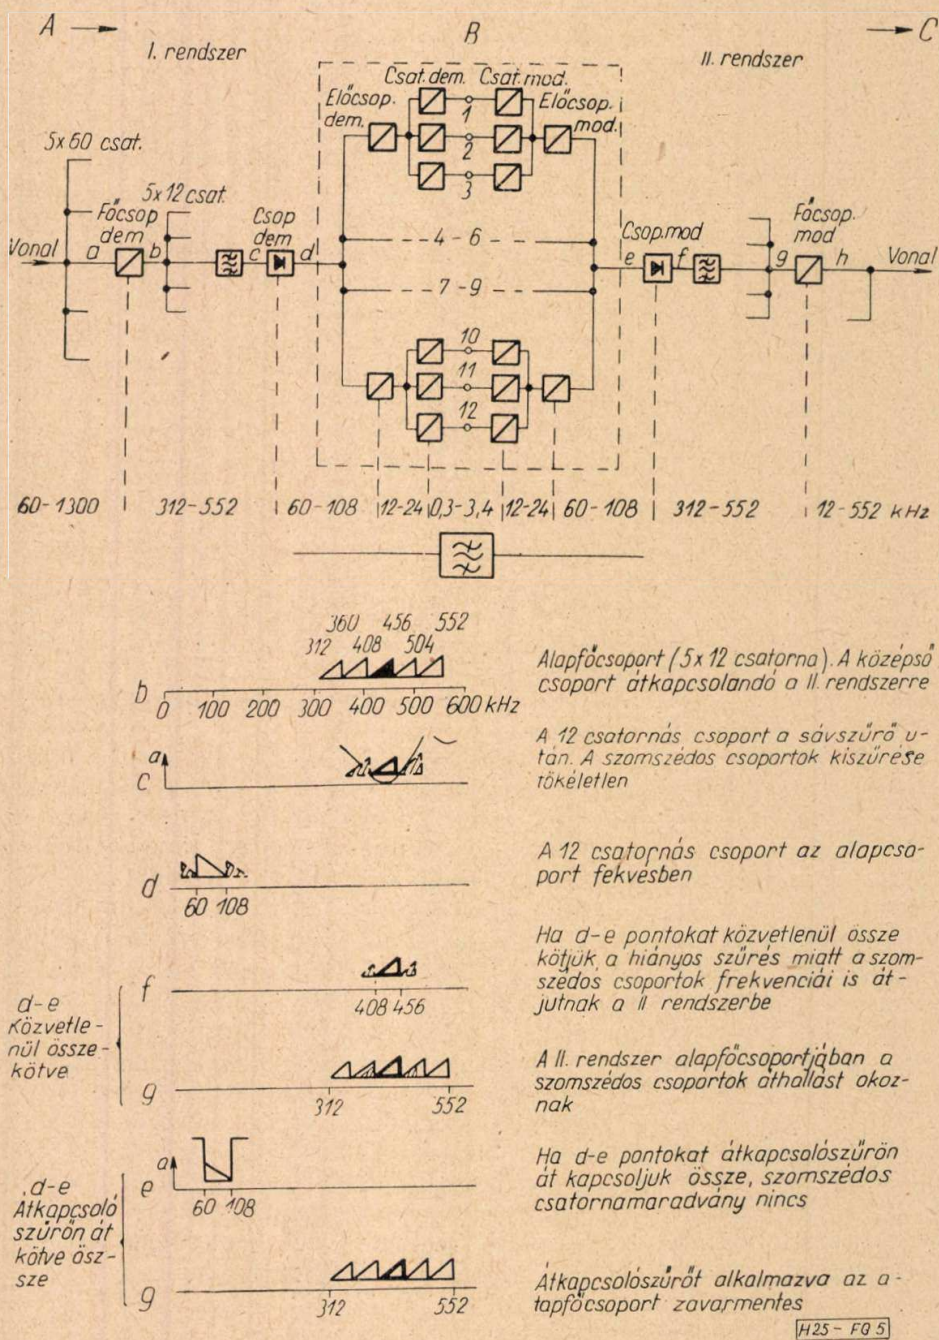 A
B
C
I. rendszer
II. rendszer
Csat.dem.
Csat.mod.
Előcsop.
dem.
Előcsop.
mod.
1
2
3
5x60 csat.
5x12 csat.
Főcsop
dem
Csop
dem
4-6
Csop.mod
Főcsop.
mod
Vonal
a
b
c
d
e
f
g
h
Vonal
7-9
10
11
12
60-1300
312-552
60-108
12-24
0,3-3,4
12-24
60-108
312-552
12-552 kHz
360 456 552
312 408 504
b
0 100 200 300 400 500 600 kHz
Alapfőcsoport (5x12 csatorna). A középső
csoport átkapcsolandó a II. rendszerre
a
c
A 12 csatornás csoport a sávszűrő u-
tán. A szomszédos csoportok kiszűrése
tökéletlen
d
60 108
A 12 csatornás csoport az alapcso-
port fekvésben
d-e
Közvetle-
nül össze-
kötve
f
408 456
Ha d-e pontokat közvetlenül össze
kötjük, a hiányos szűrés miatt a szom-
szédos csoportok frekvenciái is át-
jutnak a II rendszerbe
g
312 552
A II. rendszer alapfőcsoportjában a
szomszédos csoportok áthallást okoz-
nak
d-e
Átkapcsoló
szűrőn át
kötve ösz-
sze
a
e
60 108
Ha d-e pontokat átkapcsolószűrőn
át kapcsoljuk össze, szomszédos
csatornamaradvány nincs
g
312 552
Átkapcsolószűrőt alkalmazva az a-
lapfőcsoport zavarmentes
H25-FG 5